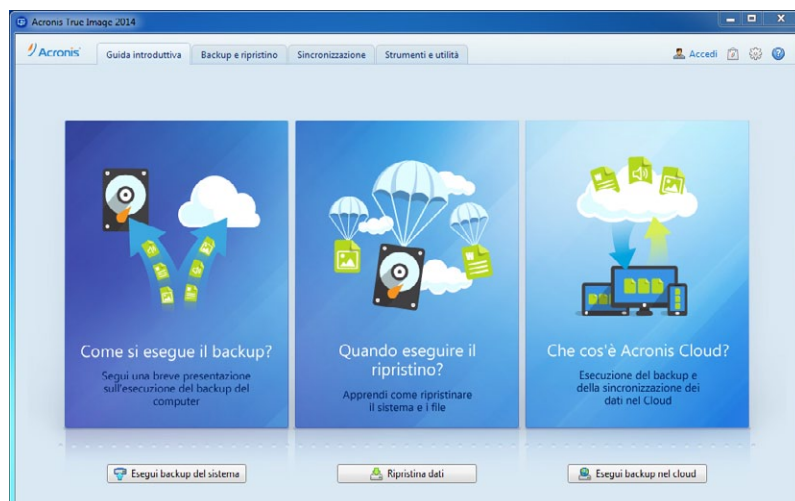 Acronis True Image 2014
Acronis
Guida introduttiva
Backup e ripristino
Sincronizzazione
Strumenti e utilità
Accedi
Come si esegue il backup?
Segui una breve presentazione
sull'esecuzione del backup del
computer
Quando eseguire il
ripristino?
Apprendi come ripristinare
il sistema e i file
Che cos'è Acronis Cloud?
Esecuzione del backup e
della sincronizzazione dei
dati nel Cloud
Esegui backup del sistema
Ripristina dati
Esegui backup nel cloud